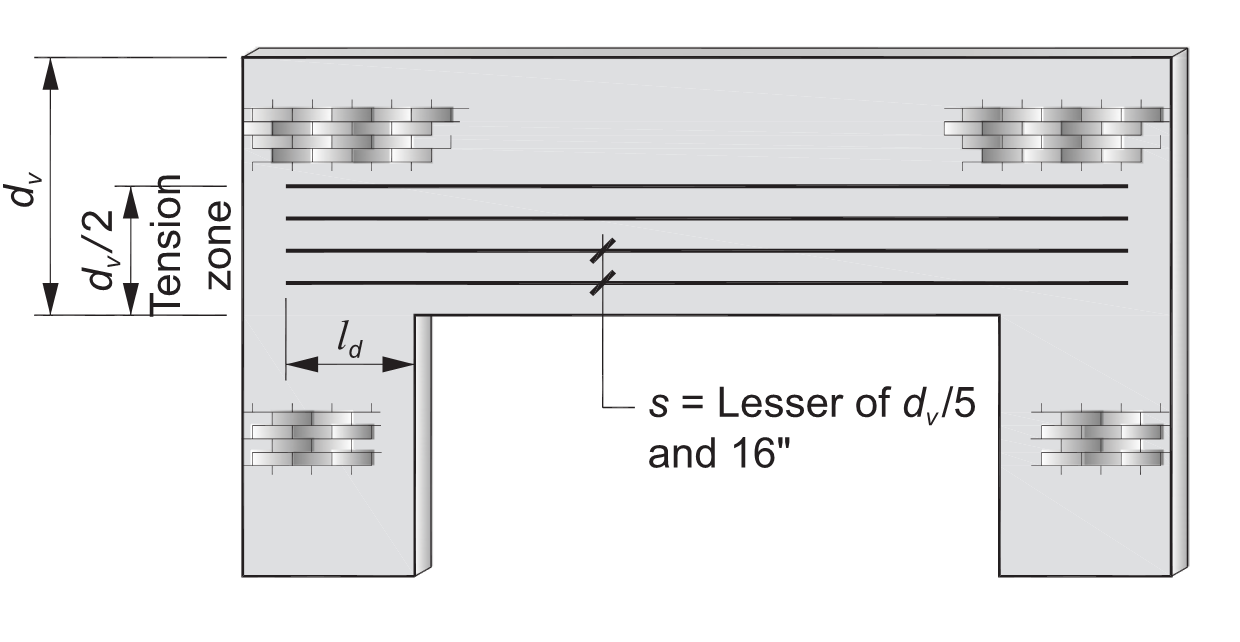 dv
dv/2
Tension
zone
ld
s = Lesser of dv/5
and 16"